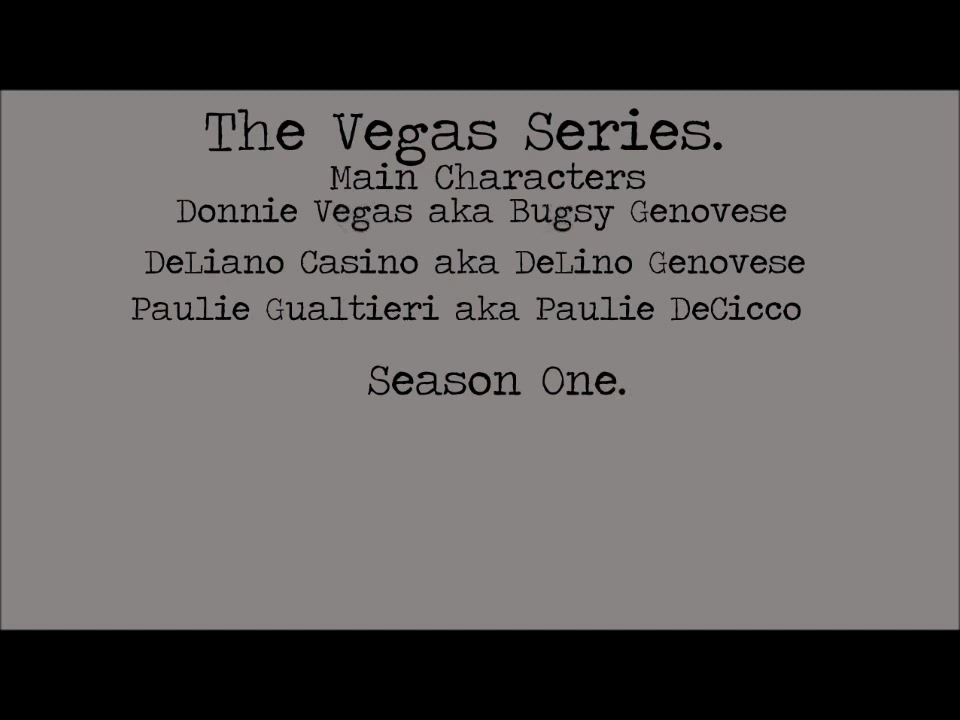 The Vegas Series.
Main Characters
Donnie Vegas aka Bugsy Genovese
DeLiano Casino aka DeLino Genovese
Paulie Gualtieri aka Paulie DeCicco
Season One.